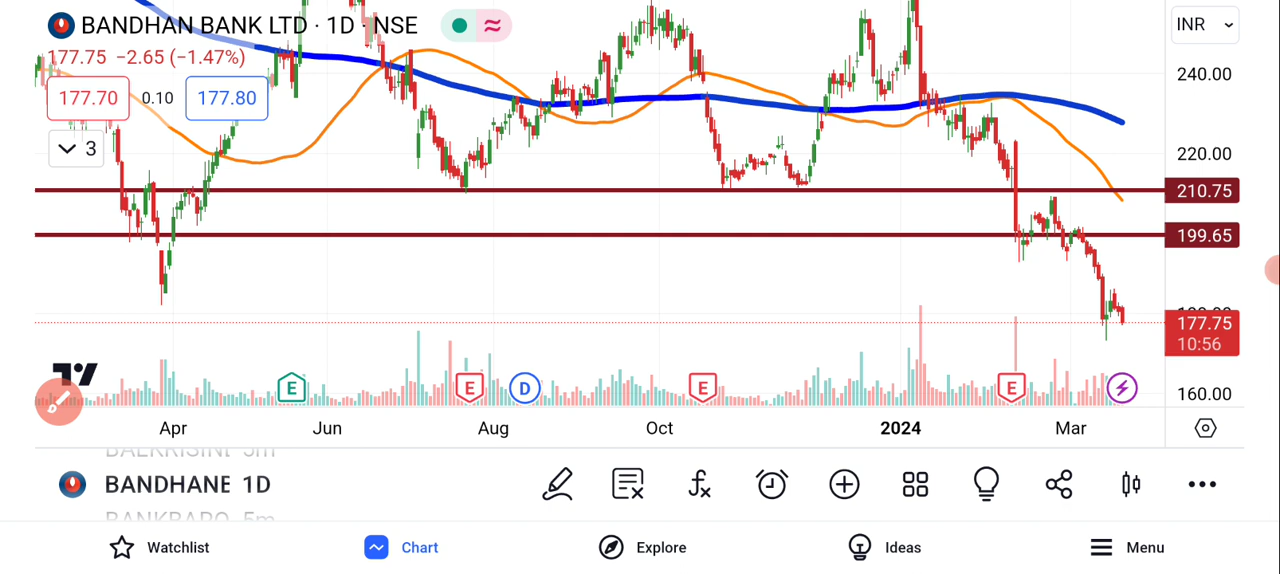 BANDHAN BANK LTD · 1D · NSE
INR
177.75 −2.65 (−1.47%)
177.70
0.10
177.80
3
240.00
220.00
210.75
199.65
177.75
10:56
160.00
E
E
D
E
E
Apr
Jun
Aug
Oct
2024
Mar
BANDHANE 1D
Watchlist
Chart
Explore
Ideas
Menu